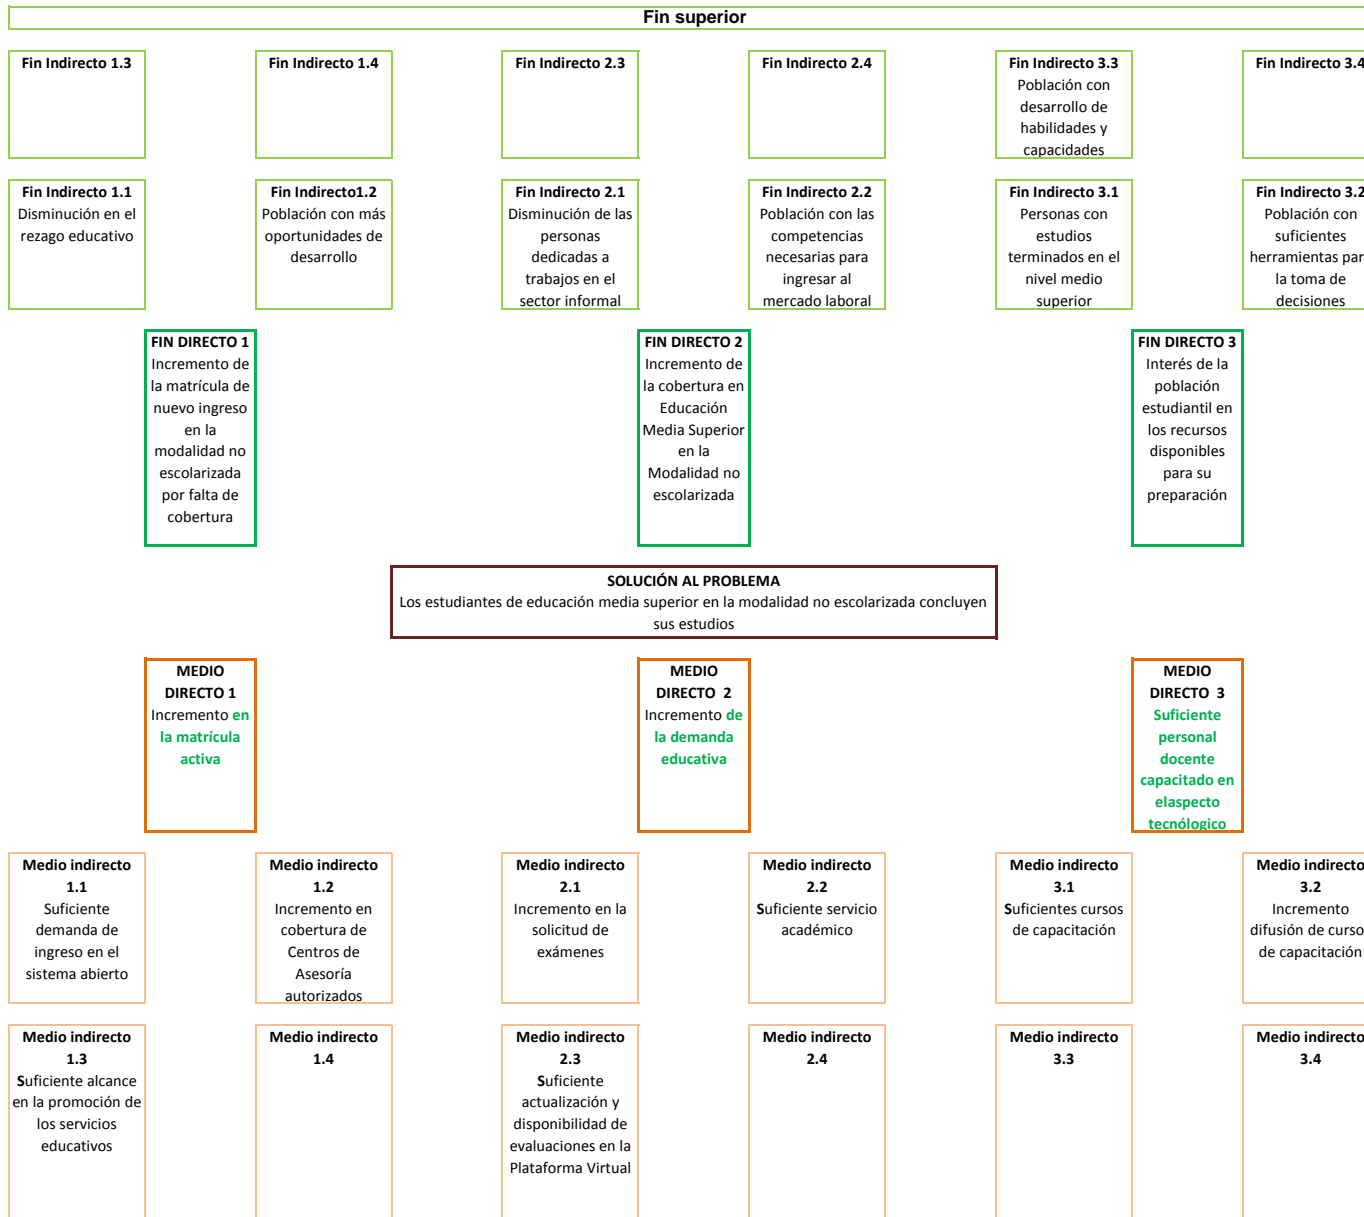 Fin superior
Fin Indirecto 1.3
Fin Indirecto 1.4
Fin Indirecto 2.3
Fin Indirecto 2.4
Fin Indirecto 3.3
Población con
desarrollo de
habilidades y
capacidades
Fin Indirecto 3.4
Fin Indirecto 1.1
Disminución en el
rezago educativo
Fin Indirecto1.2
Población con más
oportunidades de
desarrollo
Fin Indirecto 2.1
Disminución de las
personas
dedicadas a
trabajos en el
sector informal
Fin Indirecto 2.2
Población con las
competencias
necesarias para
ingresar al
mercado laboral
Fin Indirecto 3.1
Personas con
estudios
terminados en el
nivel medio
superior
Fin Indirecto 3.2
Población con
suficientes
herramientas par
la toma de
decisiones
FIN DIRECTO 1
Incremento de
la matrícula de
nuevo ingreso
en la
modalidad no
escolarizada
por falta de
cobertura
FIN DIRECTO 2
Incremento de
la cobertura en
Educación
Media Superior
en la
Modalidad no
escolarizada
FIN DIRECTO 3
Interés de la
población
estudiantil en
los recursos
disponibles
para su
preparación
SOLUCIÓN AL PROBLEMA
Los estudiantes de educación media superior en la modalidad no escolarizada concluyen
sus estudios
MEDIO
DIRECTO 1
Incremento en
la matrícula
activa
MEDIO
DIRECTO 2
Incremento de
la demanda
educativa
MEDIO
DIRECTO 3
Suficiente
personal
docente
capacitado en
elaspecto
tecnólogico
Medio indirecto
1.1
Suficiente
demanda de
ingreso en el
sistema abierto
Medio indirecto
1.2
Incremento en
cobertura de
Centros de
Asesoría
autorizados
Medio indirecto
2.1
Incremento en la
solicitud de
exámenes
Medio indirecto
2.2
Suficiente servicio
académico
Medio indirecto
3.1
Suficientes cursos
de capacitación
Medio indirecto
3.2
Incremento
difusión de curso
de capacitación
Medio indirecto
1.3
Suficiente alcance
en la promoción de
los servicios
educativos
Medio indirecto
1.4
Medio indirecto
2.3
Suficiente
actualización y
disponibilidad de
evaluaciones en la
Plataforma Virtual
Medio indirecto
2.4
Medio indirecto
3.3
Medio indirecto
3.4